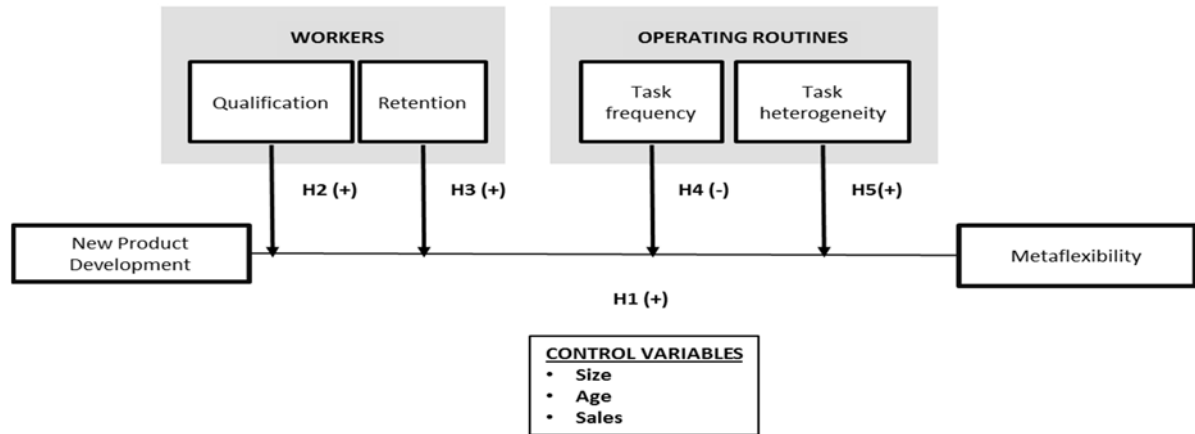 WORKERS
OPERATING ROUTINES
Qualification
Retention
Task
frequency
Task
heterogeneity
H2 (+)
H3 (+)
H4 (-)
H5(+)
New Product
Development
Metaflexibility
H1 (+)
CONTROL VARIABLES
• Size
• Age
• Sales